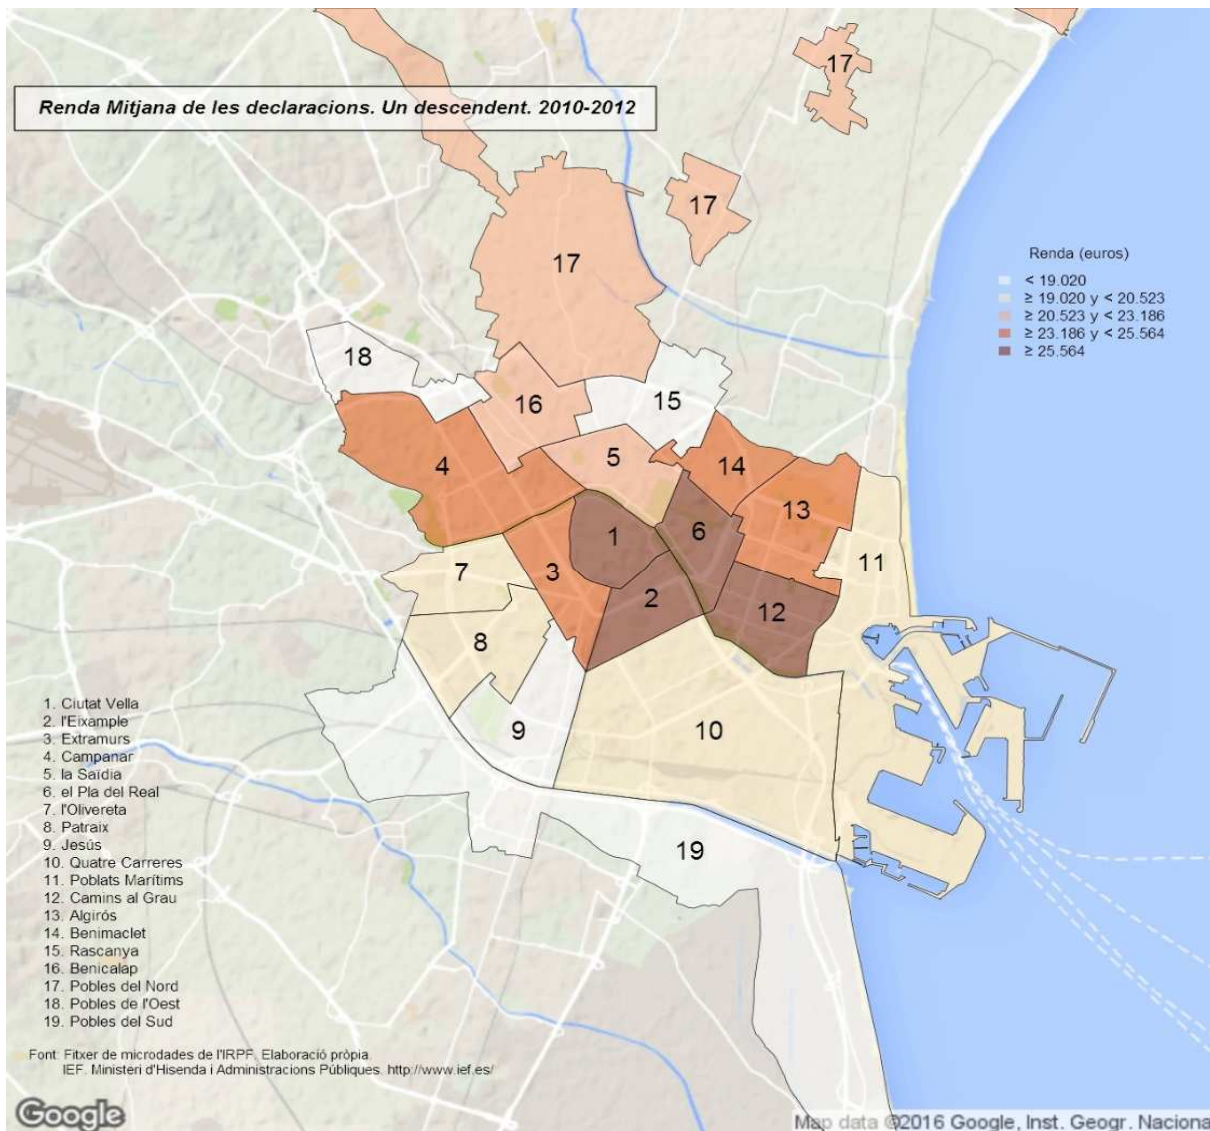 Renda Mitjana de les declaracions. Un descendent. 2010-2012
17
17
17
Renda (euros)
< 19.020
≥ 19.020 y < 20.523
≥ 20.523 y < 23.186
≥ 23.186 y < 25.564
≥ 25.564
18
16
15
5
4
14
13
1
6
11
7
3
2
12
8
9
10
19
1. Ciutat Vella
2. l'Eixample
3. Extramurs
4. Campanar
5. la Saïdia
6. el Pla del Real
7. l'Olivereta
8. Patraix
9. Jesús
10. Quatre Carreres
11. Poblats Marítims
12. Camins al Grau
13. Algirós
14. Benimaclet
15. Rascanya
16. Benicalap
17. Pobles del Nord
18. Pobles de l'Oest
19. Pobles del Sud
Font: Fitxer de microdades de l'IRPF. Elaboració pròpia.
IEF. Ministeri d'Hisenda i Administracions Públiques. http://www.ief.es/
Google
Map data ©2016 Google, Inst. Geogr. Naciona